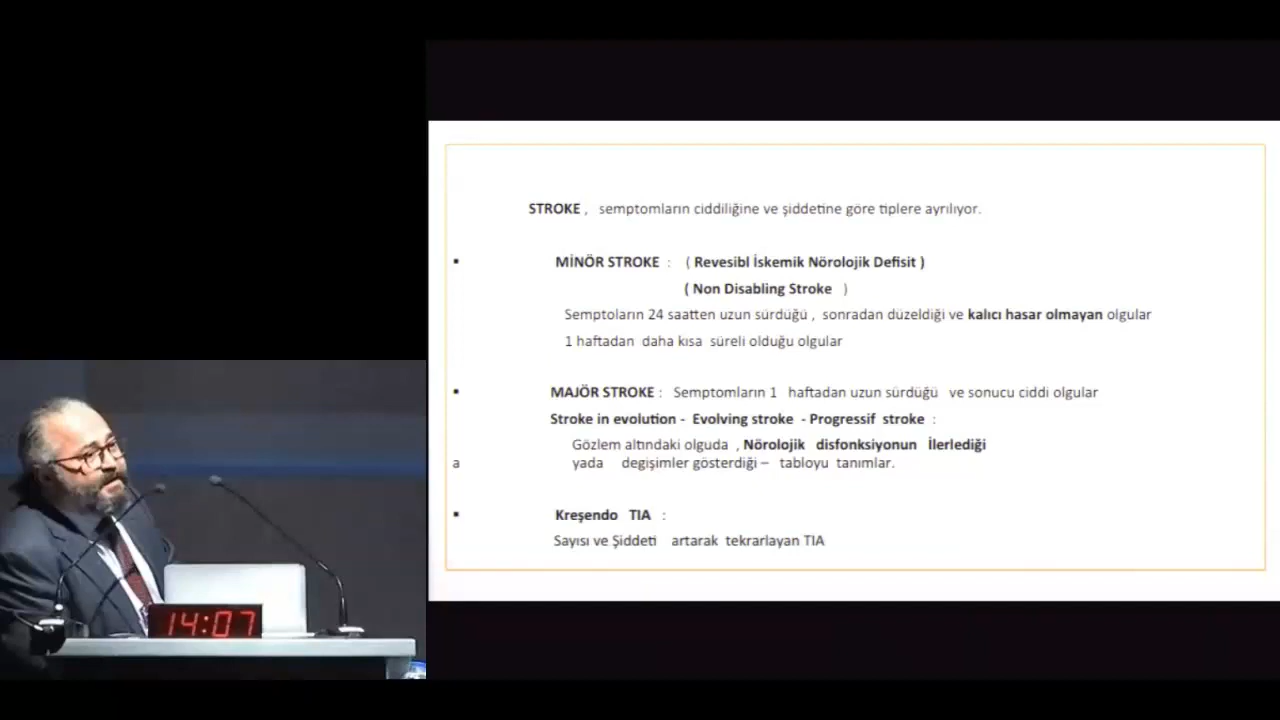 STROKE , semptomların ciddiliğine ve şiddetine göre tiplere ayrılıyor.
▪ MİNÖR STROKE : ( Revesibl İskemik Nörolojik Defisit )
( Non Disabling Stroke )
Semptoların 24 saatten uzun sürdüğü , sonradan düzeldiği ve kalıcı hasar olmayan olgular
1 haftadan daha kısa süreli olduğu olgular
▪ MAJÖR STROKE : Semptomların 1 haftadan uzun sürdüğü ve sonucu ciddi olgular
Stroke in evolution - Evolving stroke - Progressif stroke :
Gözlem altındaki olguda , Nörolojik disfonksiyonun İlerlediği
a yada degişimler gösterdiği – tabloyu tanımlar.
▪ Kreşendo TIA :
Sayısı ve Şiddeti artarak tekrarlayan TIA
14:07